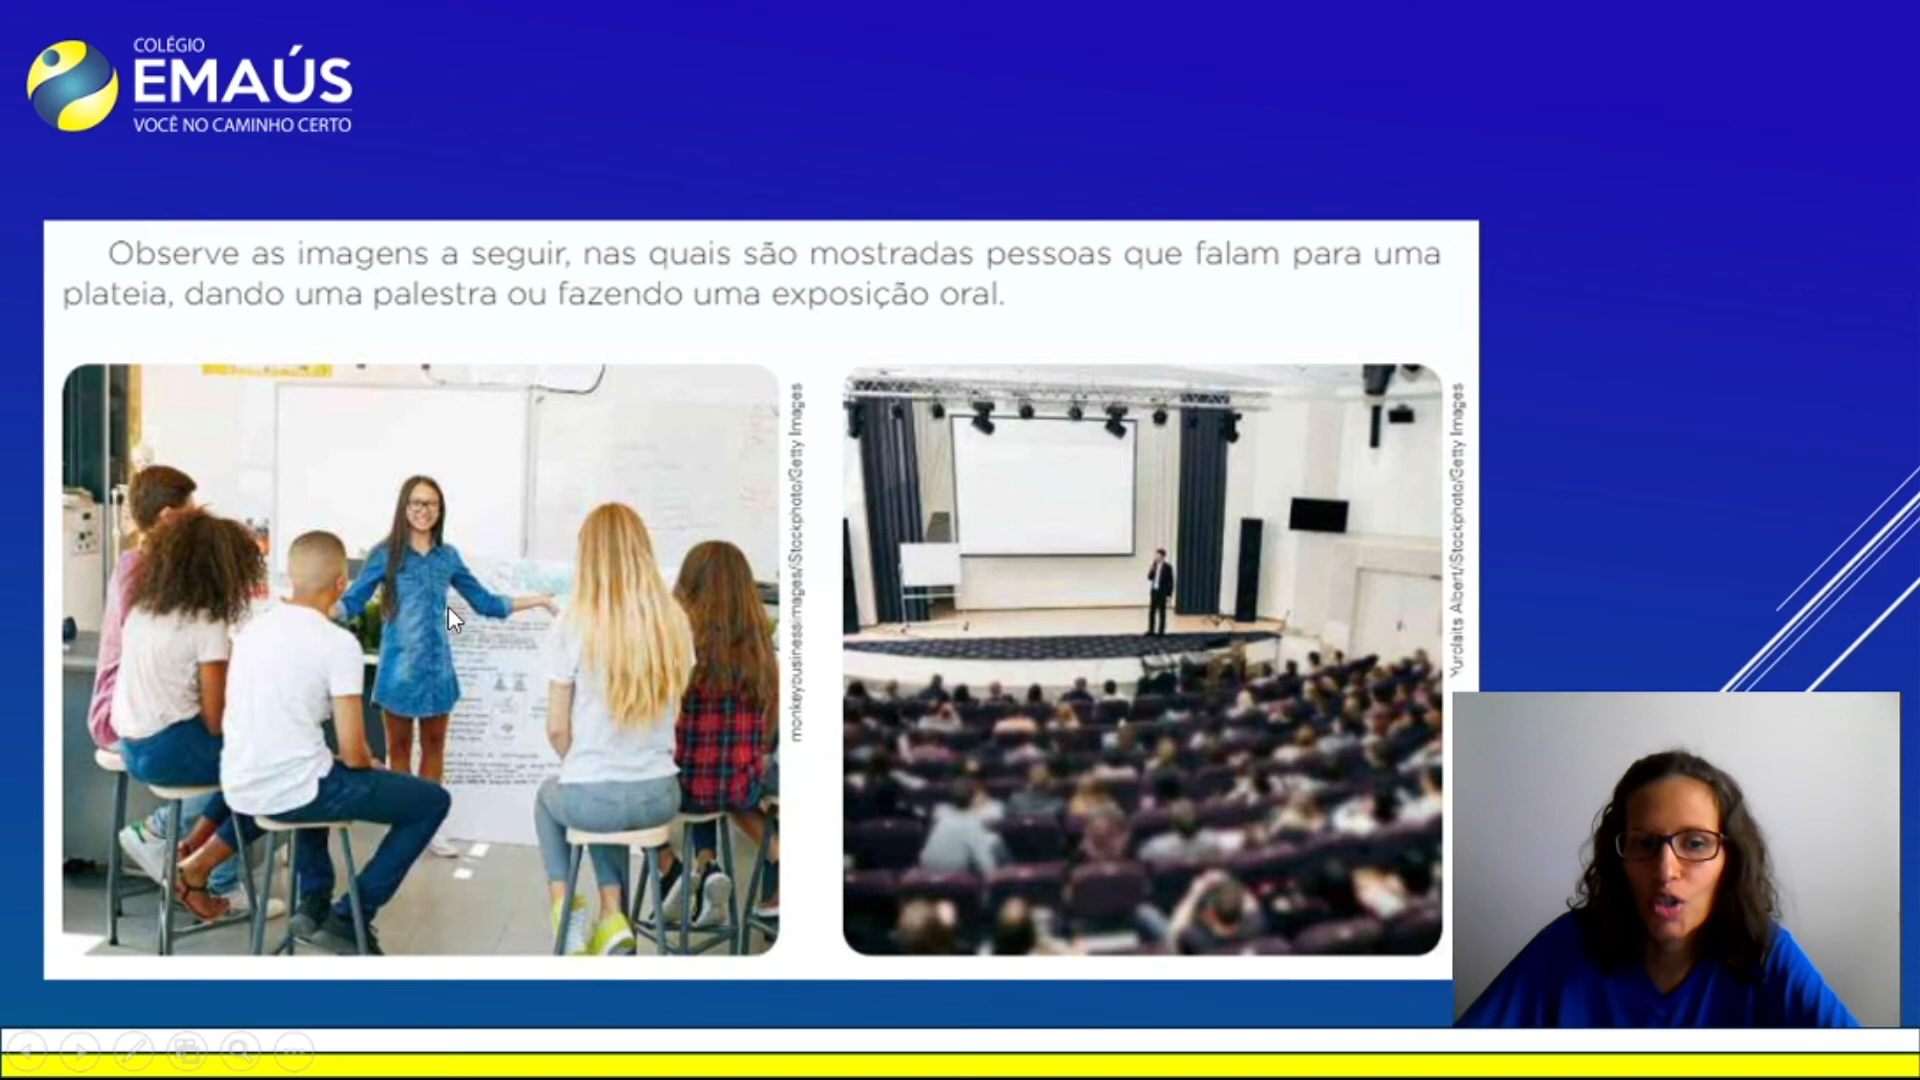 COLÉGIO
EMAÚS
VOCÊ NO CAMINHO CERTO
Observe as imagens a seguir, nas quais são mostradas pessoas que falam para uma
plateia, dando uma palestra ou fazendo uma exposição oral.
monkeybusinessimages/iStockphoto/Getty Images
Yurolaits Albert/iStockphoto/Getty Images